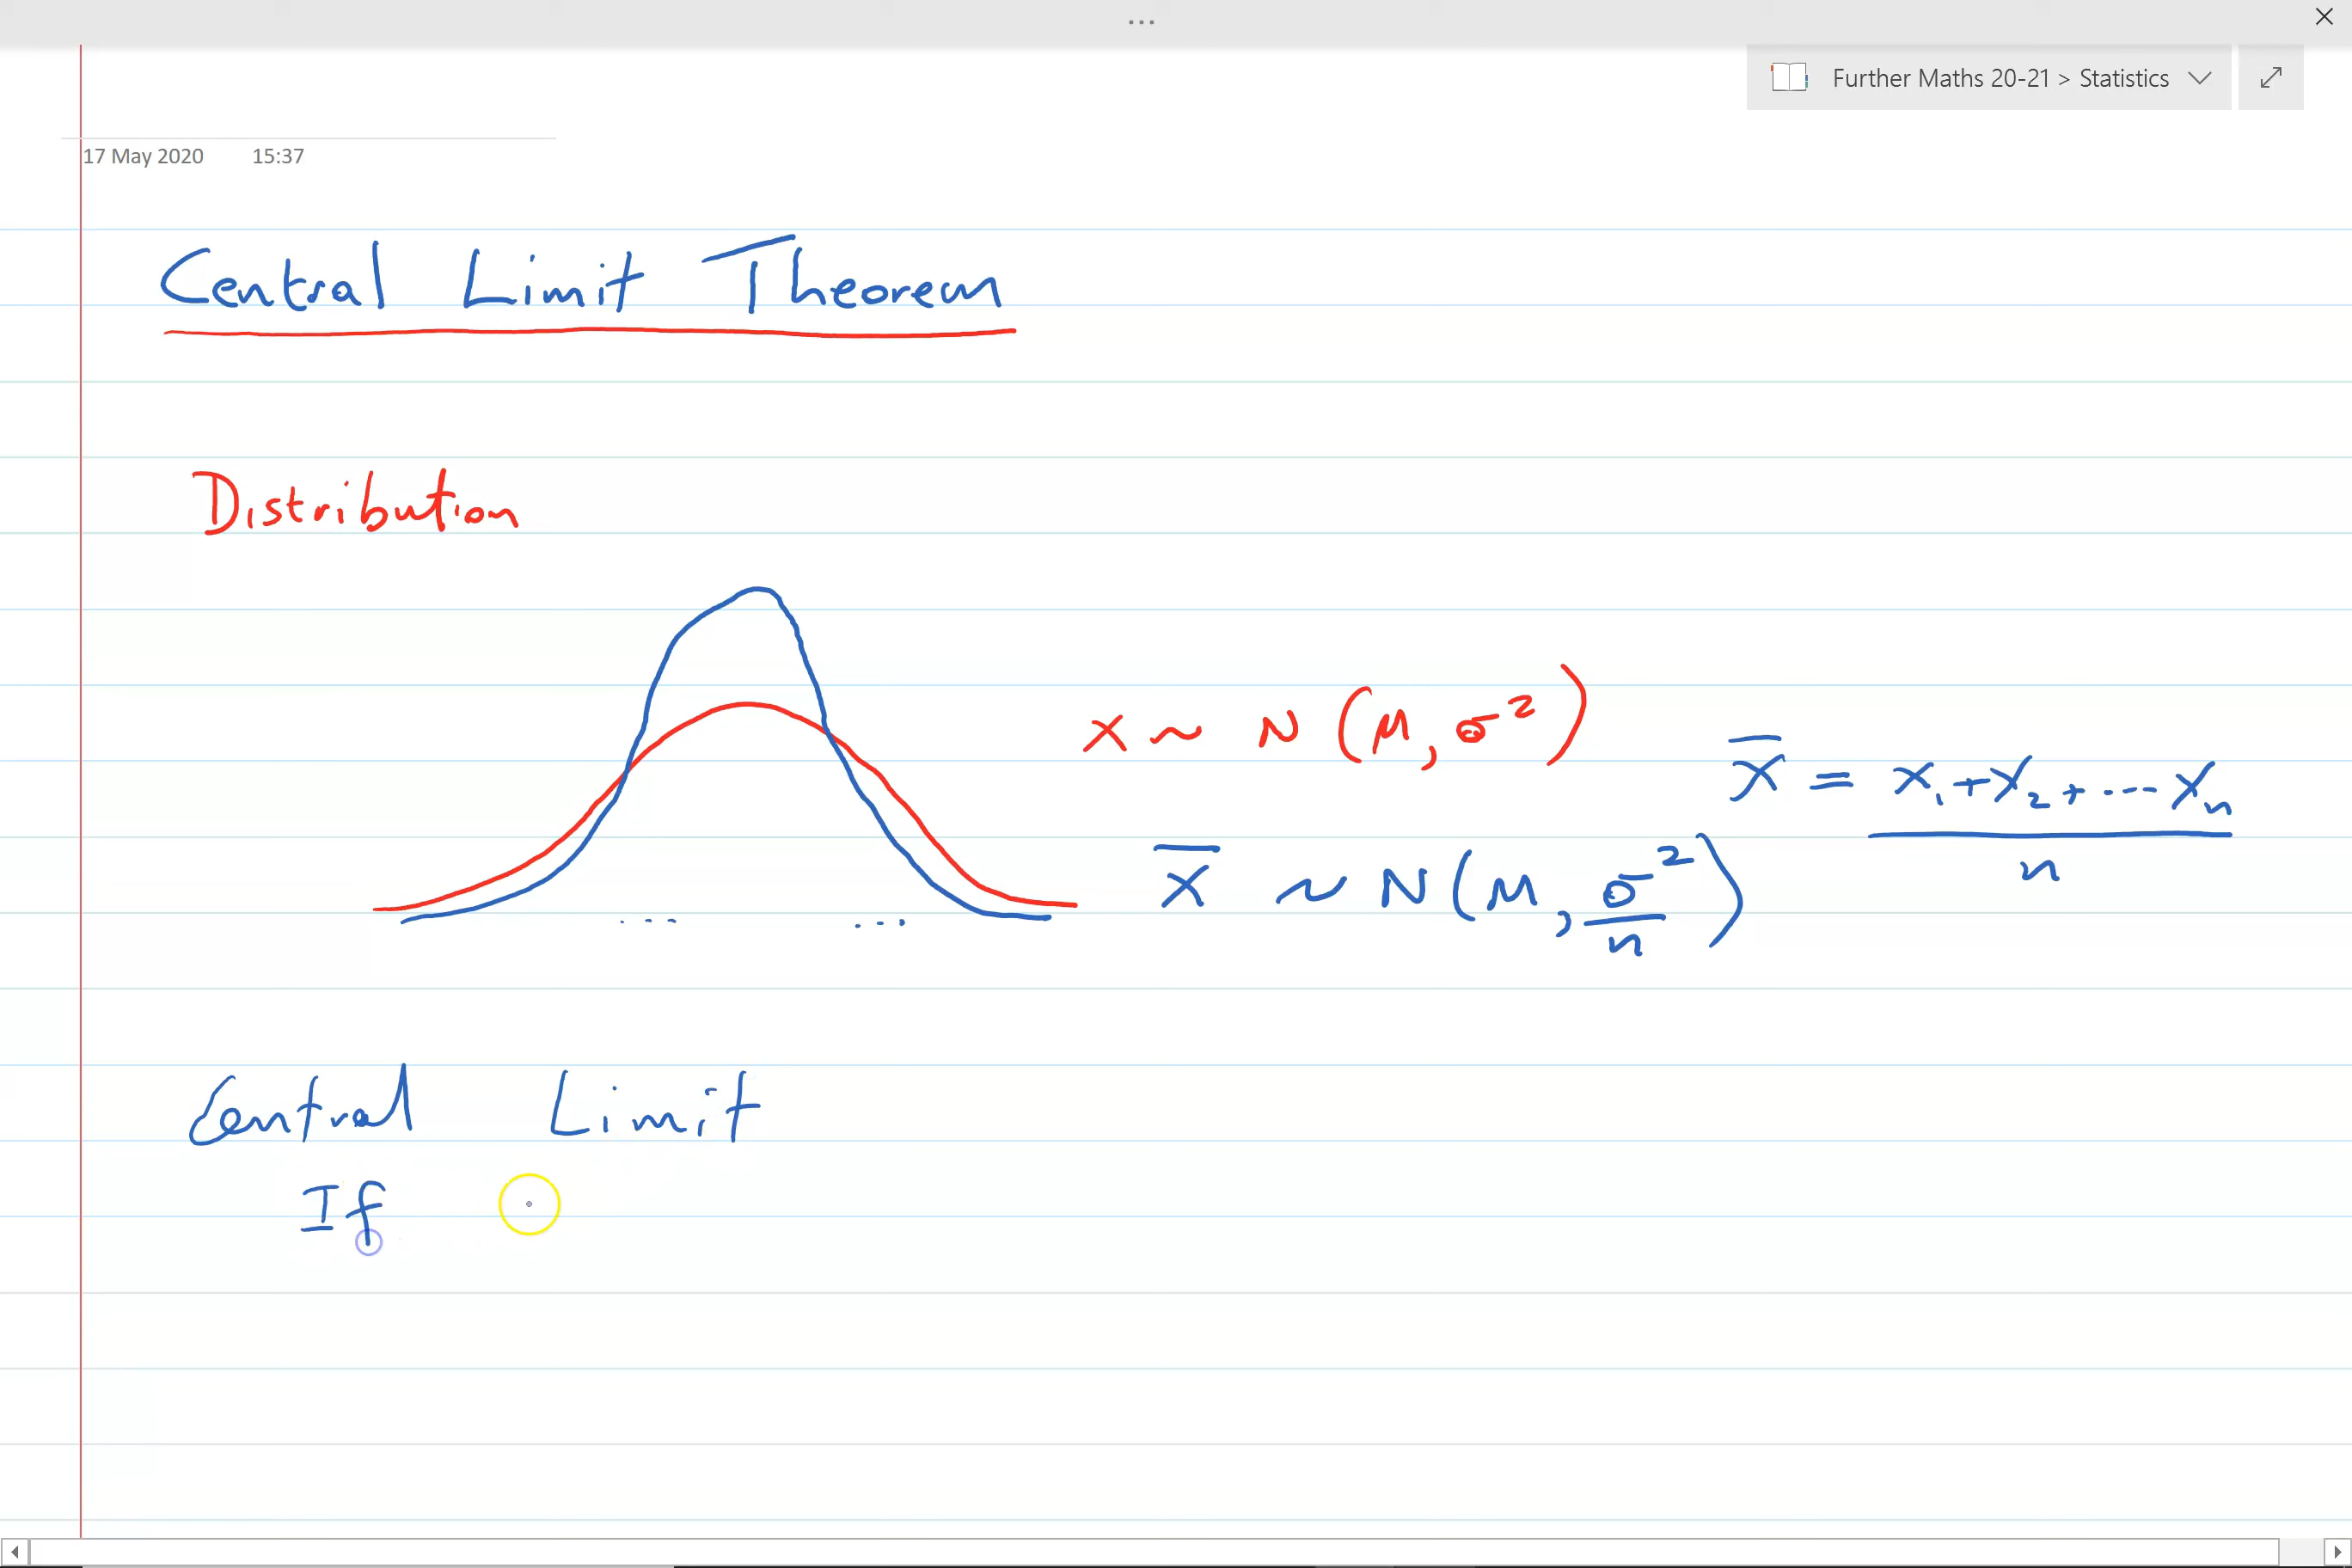 ...
Further Maths 20-21 > Statistics
17 May 2020 15:37
Central Limit Theorem
Distribution
X ~ N(μ, σ²)
X̄ = X₁ + X₂ + ... Xₙ / n
X̄ ~ N(μ, σ²/n)
... ...
Central Limit
If